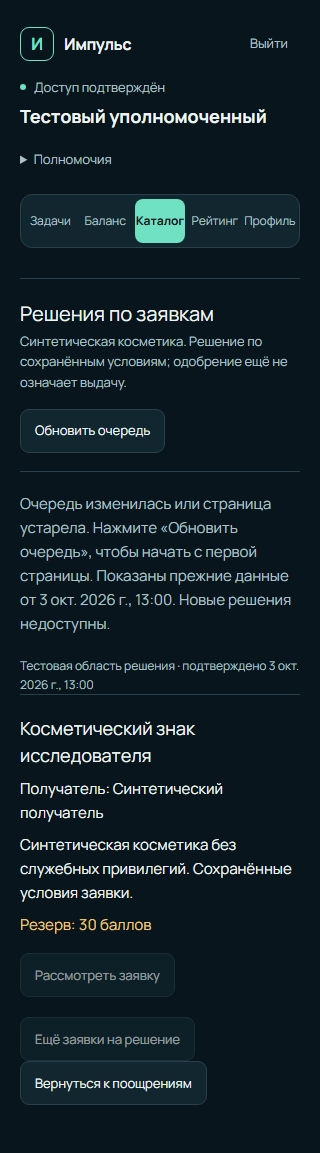 И Импульс Выйти
Доступ подтверждён
Тестовый уполномоченный
Полномочия
Задачи Баланс Каталог Рейтинг Профиль
Решения по заявкам
Синтетическая косметика. Решение по
сохранённым условиям; одобрение ещё не
означает выдачу.
Обновить очередь
Очередь изменилась или страница
устарела. Нажмите «Обновить
очередь», чтобы начать с первой
страницы. Показаны прежние данные
от 3 окт. 2026 г., 13:00. Новые решения
недоступны.
Тестовая область решения · подтверждено 3 окт.
2026 г., 13:00
Косметический знак
исследователя
Получатель: Синтетический
получатель
Синтетическая косметика без
служебных привилегий. Сохранённые
условия заявки.
Резерв: 30 баллов
Рассмотреть заявку
Ещё заявки на решение
Вернуться к поощрениям